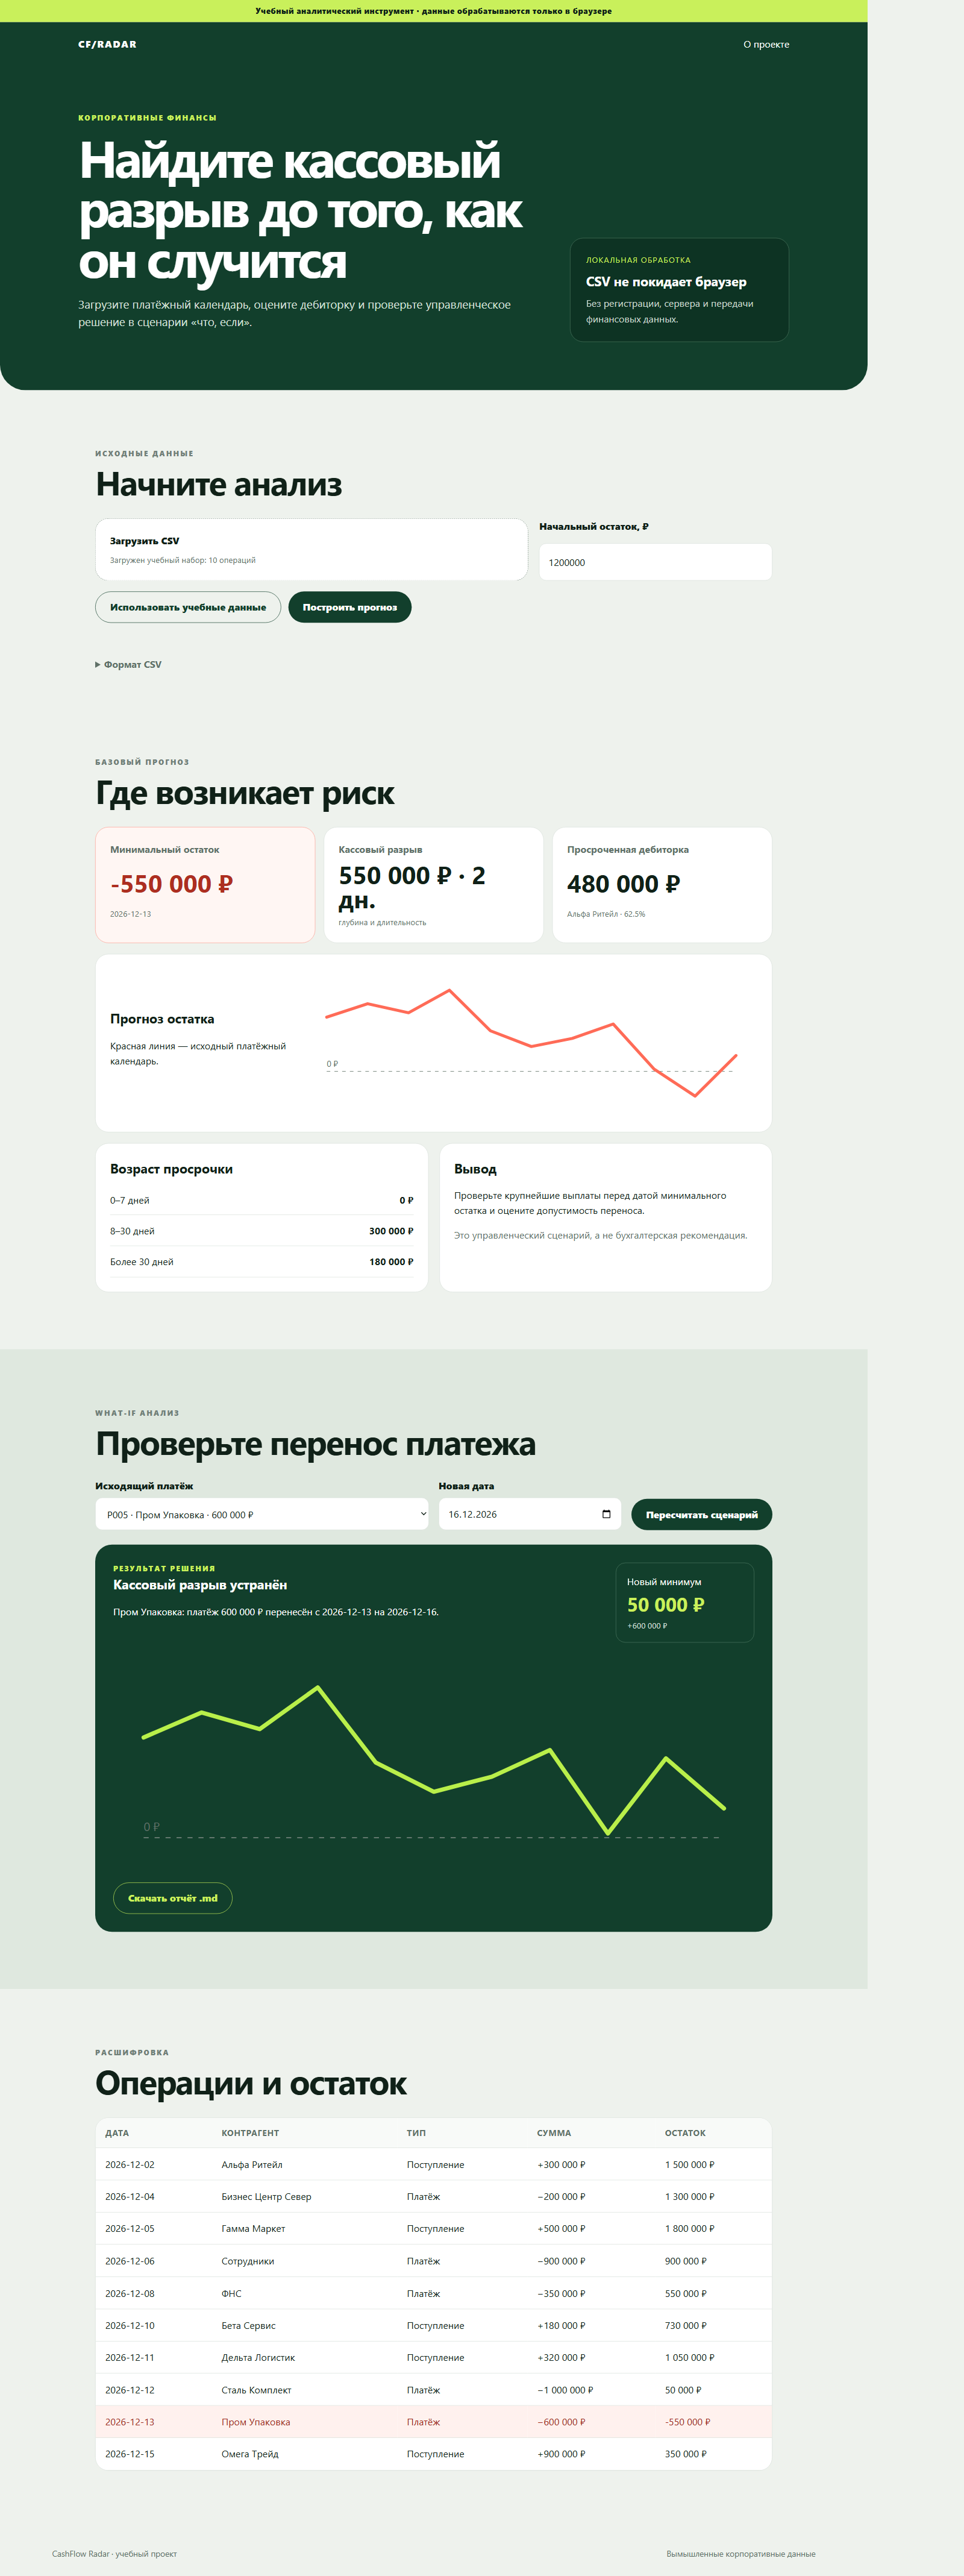 Учебный аналитический инструмент · данные обрабатываются только в браузере
CF/RADAR
О проекте
КОРПОРАТИВНЫЕ ФИНАНСЫ
Найдите кассовый
разрыв до того, как
он случится
Загрузите платёжный календарь, оцените дебиторку и проверьте управленческое
решение в сценарии «что, если».
ЛОКАЛЬНАЯ ОБРАБОТКА
CSV не покидает браузер
Без регистрации, сервера и передачи
финансовых данных.
ИСХОДНЫЕ ДАННЫЕ
Начните анализ
Загрузить CSV
Загружен учебный набор: 10 операций
Начальный остаток, ₽
1200000
Использовать учебные данные
Построить прогноз
Формат CSV
БАЗОВЫЙ ПРОГНОЗ
Где возникает риск
Минимальный остаток
-550 000 ₽
2026-12-13
Кассовый разрыв
550 000 ₽ · 2
дн.
глубина и длительность
Просроченная дебиторка
480 000 ₽
Альфа Ритейл · 62.5%
Прогноз остатка
Красная линия — исходный платёжный
календарь.
0 ₽
Возраст просрочки
0–7 дней 0 ₽
8–30 дней 300 000 ₽
Более 30 дней 180 000 ₽
Вывод
Проверьте крупнейшие выплаты перед датой минимального
остатка и оцените допустимость переноса.
Это управленческий сценарий, а не бухгалтерская рекомендация.
WHAT-IF АНАЛИЗ
Проверьте перенос платежа
Исходящий платёж
P005 · Пром Упаковка · 600 000 ₽
Новая дата
16.12.2026
Пересчитать сценарий
РЕЗУЛЬТАТ РЕШЕНИЯ
Кассовый разрыв устранён
Пром Упаковка: платёж 600 000 ₽ перенесён с 2026-12-13 на 2026-12-16.
Новый минимум
50 000 ₽
+600 000 ₽
0 ₽
Скачать отчёт .md
РАСШИФРОВКА
Операции и остаток
ДАТА КОНТРАГЕНТ ТИП СУММА ОСТАТОК
2026-12-02 Альфа Ритейл Поступление +300 000 ₽ 1 500 000 ₽
2026-12-04 Бизнес Центр Север Платёж −200 000 ₽ 1 300 000 ₽
2026-12-05 Гамма Маркет Поступление +500 000 ₽ 1 800 000 ₽
2026-12-06 Сотрудники Платёж −900 000 ₽ 900 000 ₽
2026-12-08 ФНС Платёж −350 000 ₽ 550 000 ₽
2026-12-10 Бета Сервис Поступление +180 000 ₽ 730 000 ₽
2026-12-11 Дельта Логистик Поступление +320 000 ₽ 1 050 000 ₽
2026-12-12 Сталь Комплект Платёж −1 000 000 ₽ 50 000 ₽
2026-12-13 Пром Упаковка Платёж −600 000 ₽ -550 000 ₽
2026-12-15 Омега Трейд Поступление +900 000 ₽ 350 000 ₽
CashFlow Radar · учебный проект
Вымышленные корпоративные данные